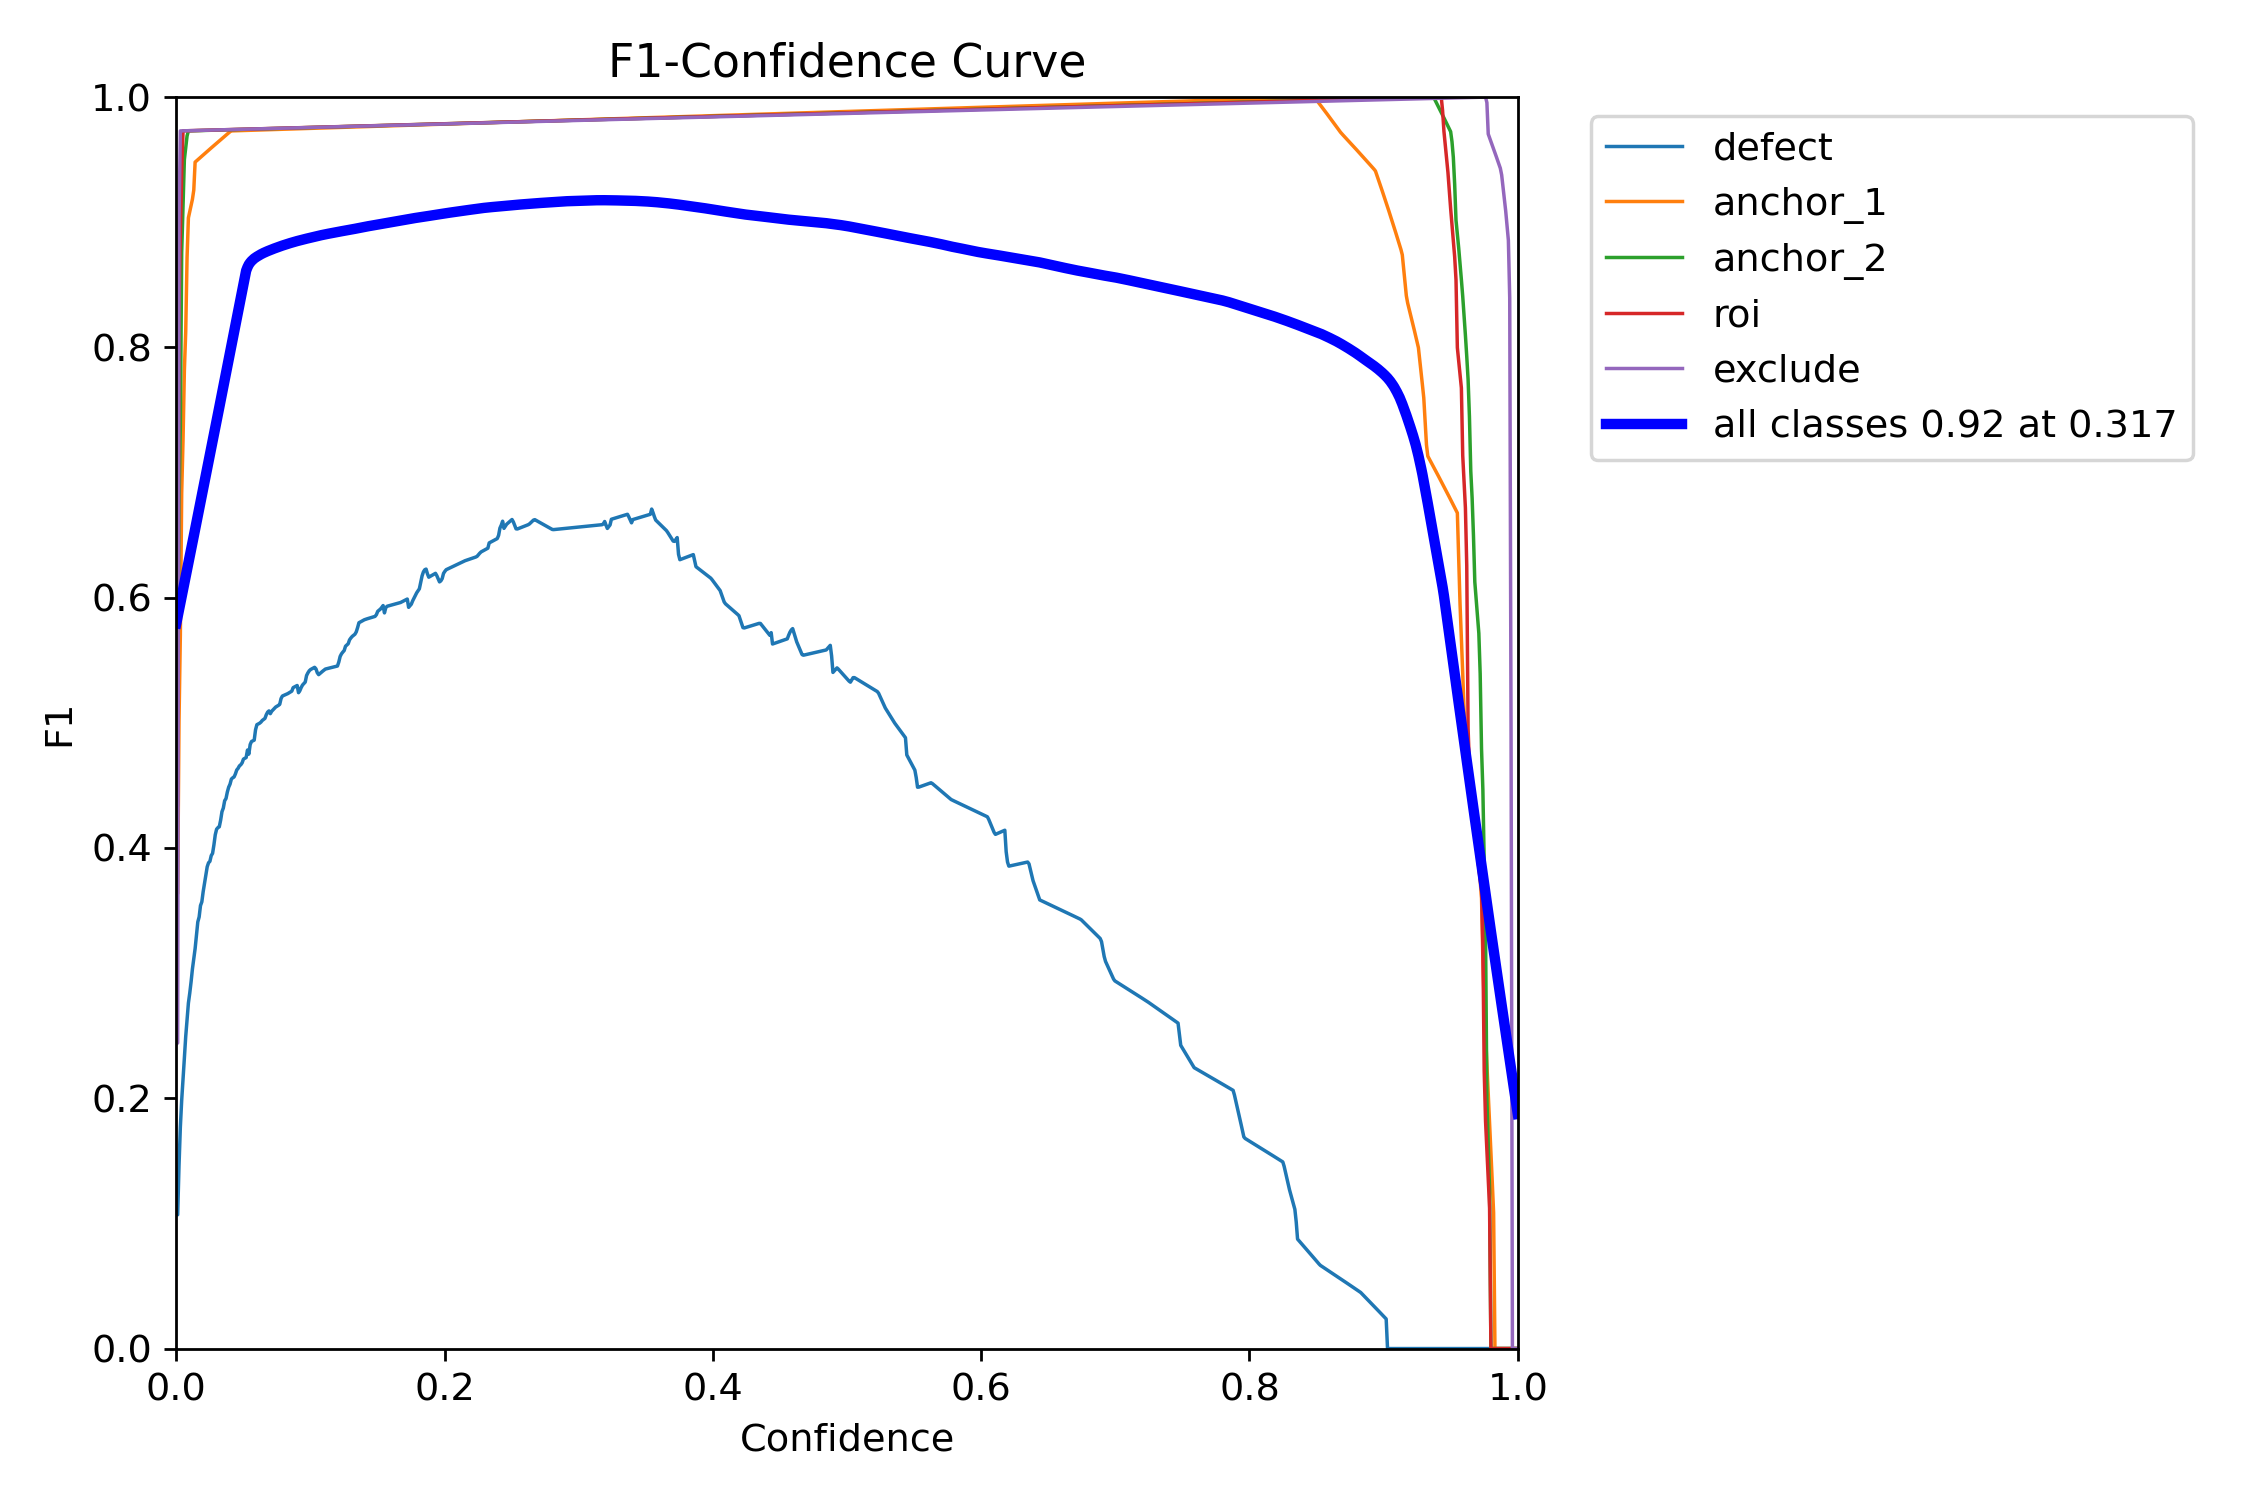 F1-Confidence Curve
1.0
0.8
0.6
0.4
0.2
0.0
F1
0.0 0.2 0.4 0.6 0.8 1.0
Confidence
defect
anchor_1
anchor_2
roi
exclude
all classes 0.92 at 0.317